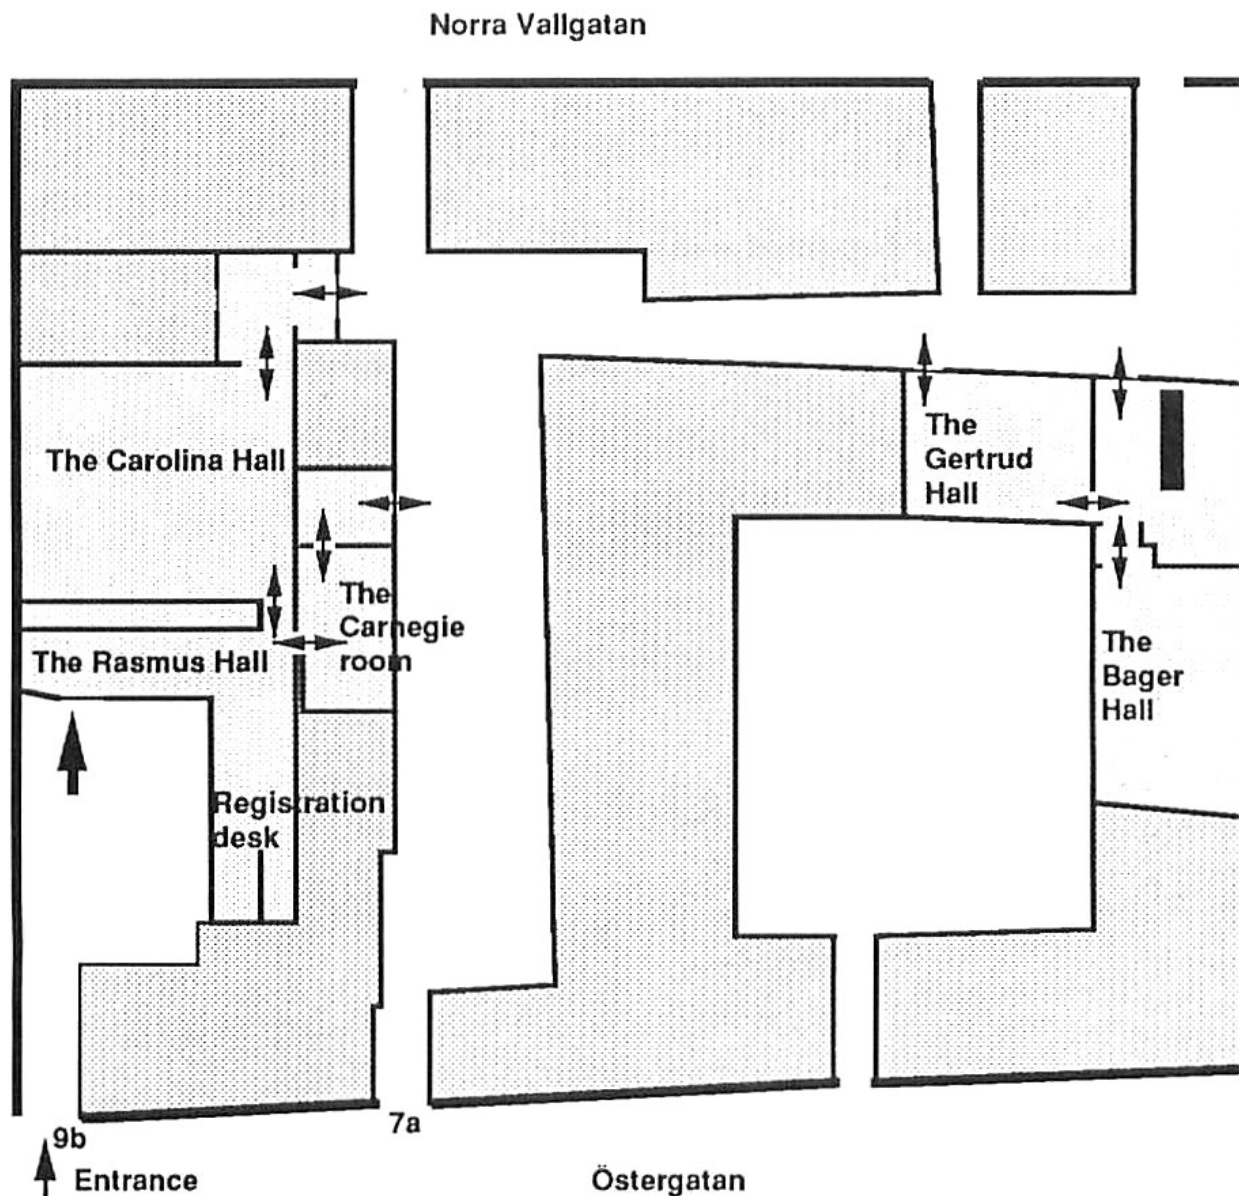 Norra Vallgatan
The Carolina Hall
The
Gertrud
Hall
The
Carnegie
room
The Rasmus Hall
The
Bager
Hall
Registration
desk
7a
9b
Entrance
Östergatan